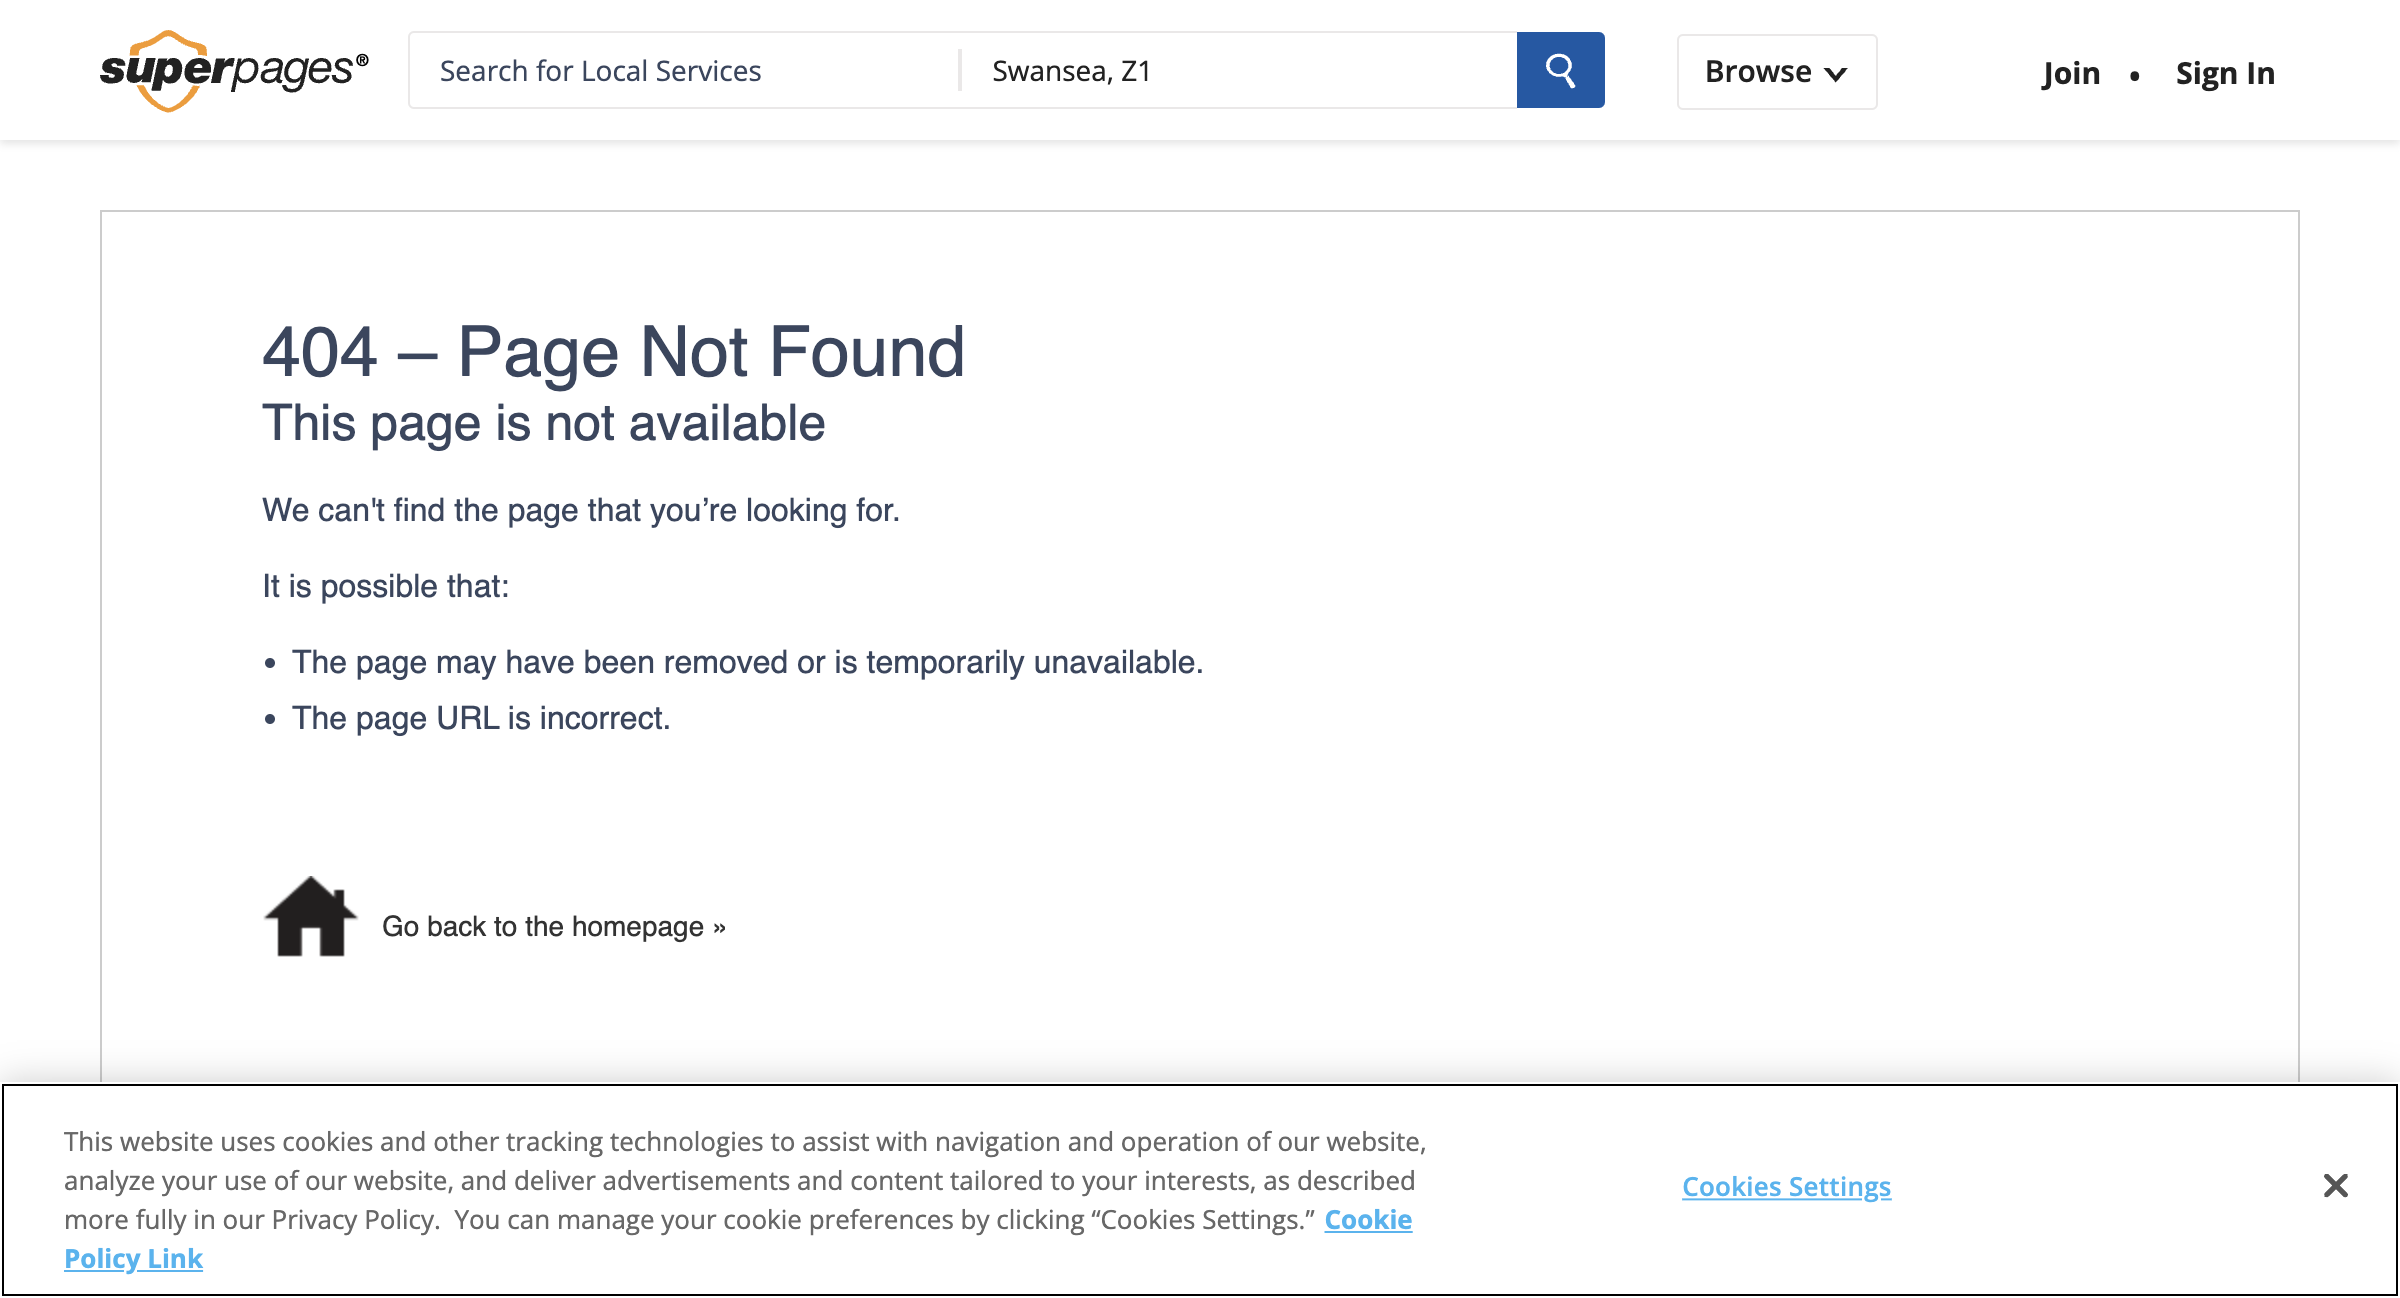 superpages®
Search for Local Services
Swansea, Z1
Browse
Join • Sign In
404 – Page Not Found
This page is not available
We can't find the page that you’re looking for.
It is possible that:
• The page may have been removed or is temporarily unavailable.
• The page URL is incorrect.
Go back to the homepage »
This website uses cookies and other tracking technologies to assist with navigation and operation of our website,
analyze your use of our website, and deliver advertisements and content tailored to your interests, as described
more fully in our Privacy Policy.  You can manage your cookie preferences by clicking “Cookies Settings.” Cookie
Policy Link
Cookies Settings